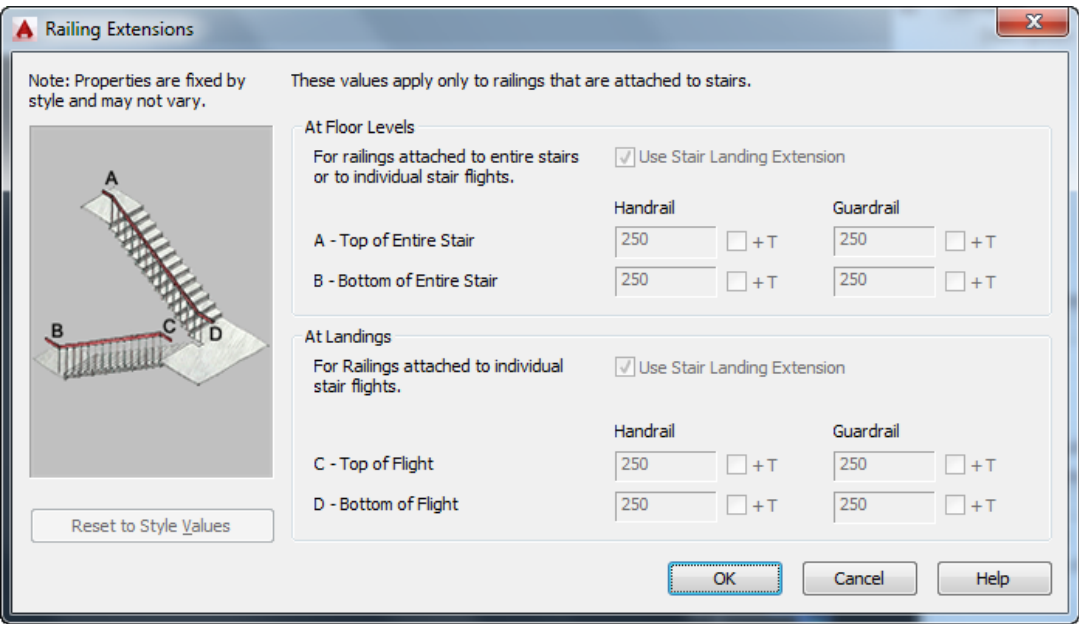 Railing Extensions
Note: Properties are fixed by
style and may not vary.
These values apply only to railings that are attached to stairs.
At Floor Levels
For railings attached to entire stairs
or to individual stair flights.
Use Stair Landing Extension
Handrail Guardrail
A - Top of Entire Stair 250 +T 250 +T
B - Bottom of Entire Stair 250 +T 250 +T
A
B
C
D
At Landings
For Railings attached to individual
stair flights.
Use Stair Landing Extension
Handrail Guardrail
C - Top of Flight 250 +T 250 +T
D - Bottom of Flight 250 +T 250 +T
Reset to Style Values
OK Cancel Help